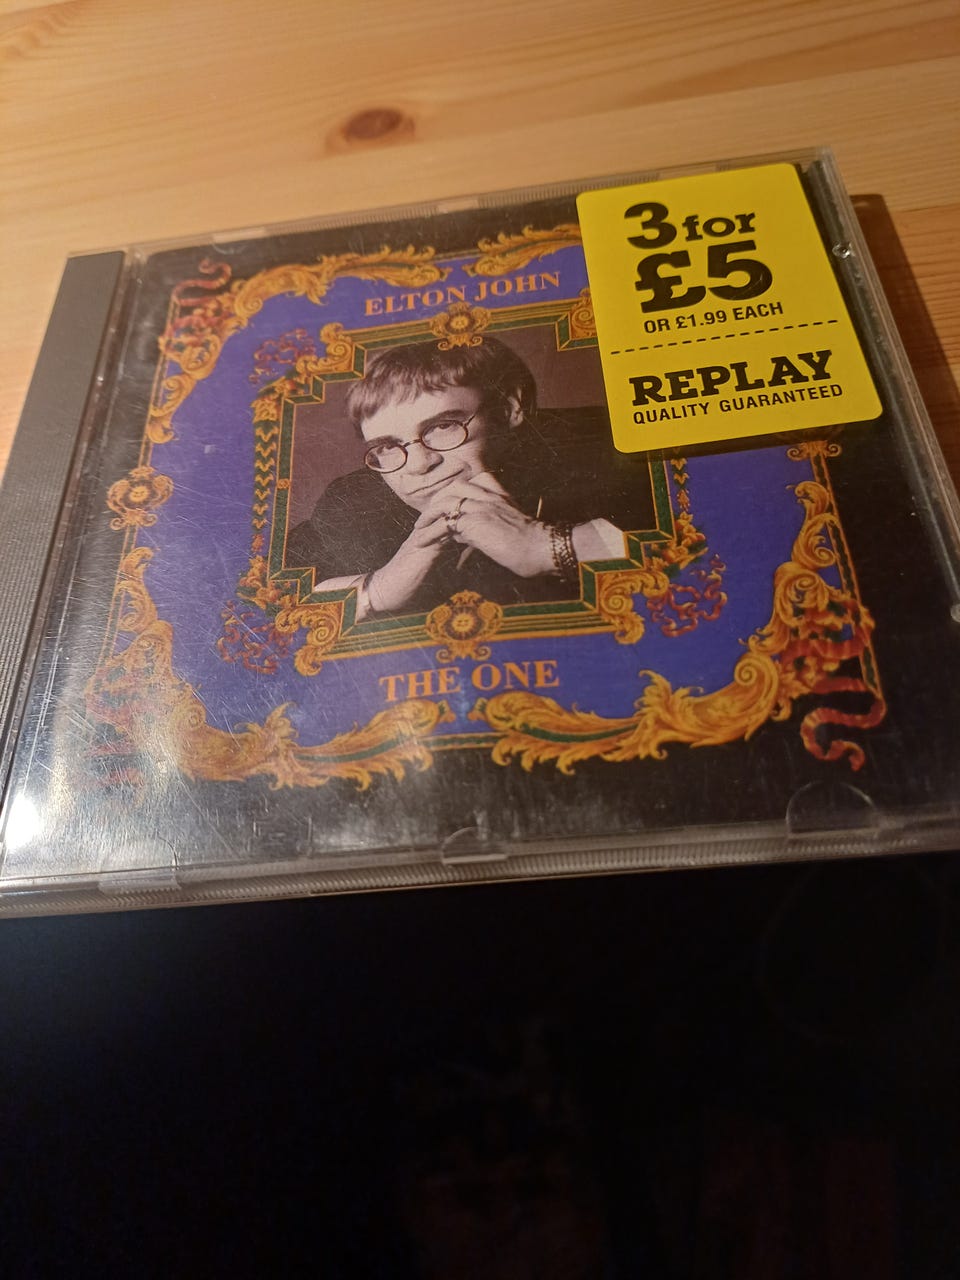 ELTON JOHN
THE ONE
3 for
£5
OR £1.99 EACH
REPLAY
QUALITY GUARANTEED